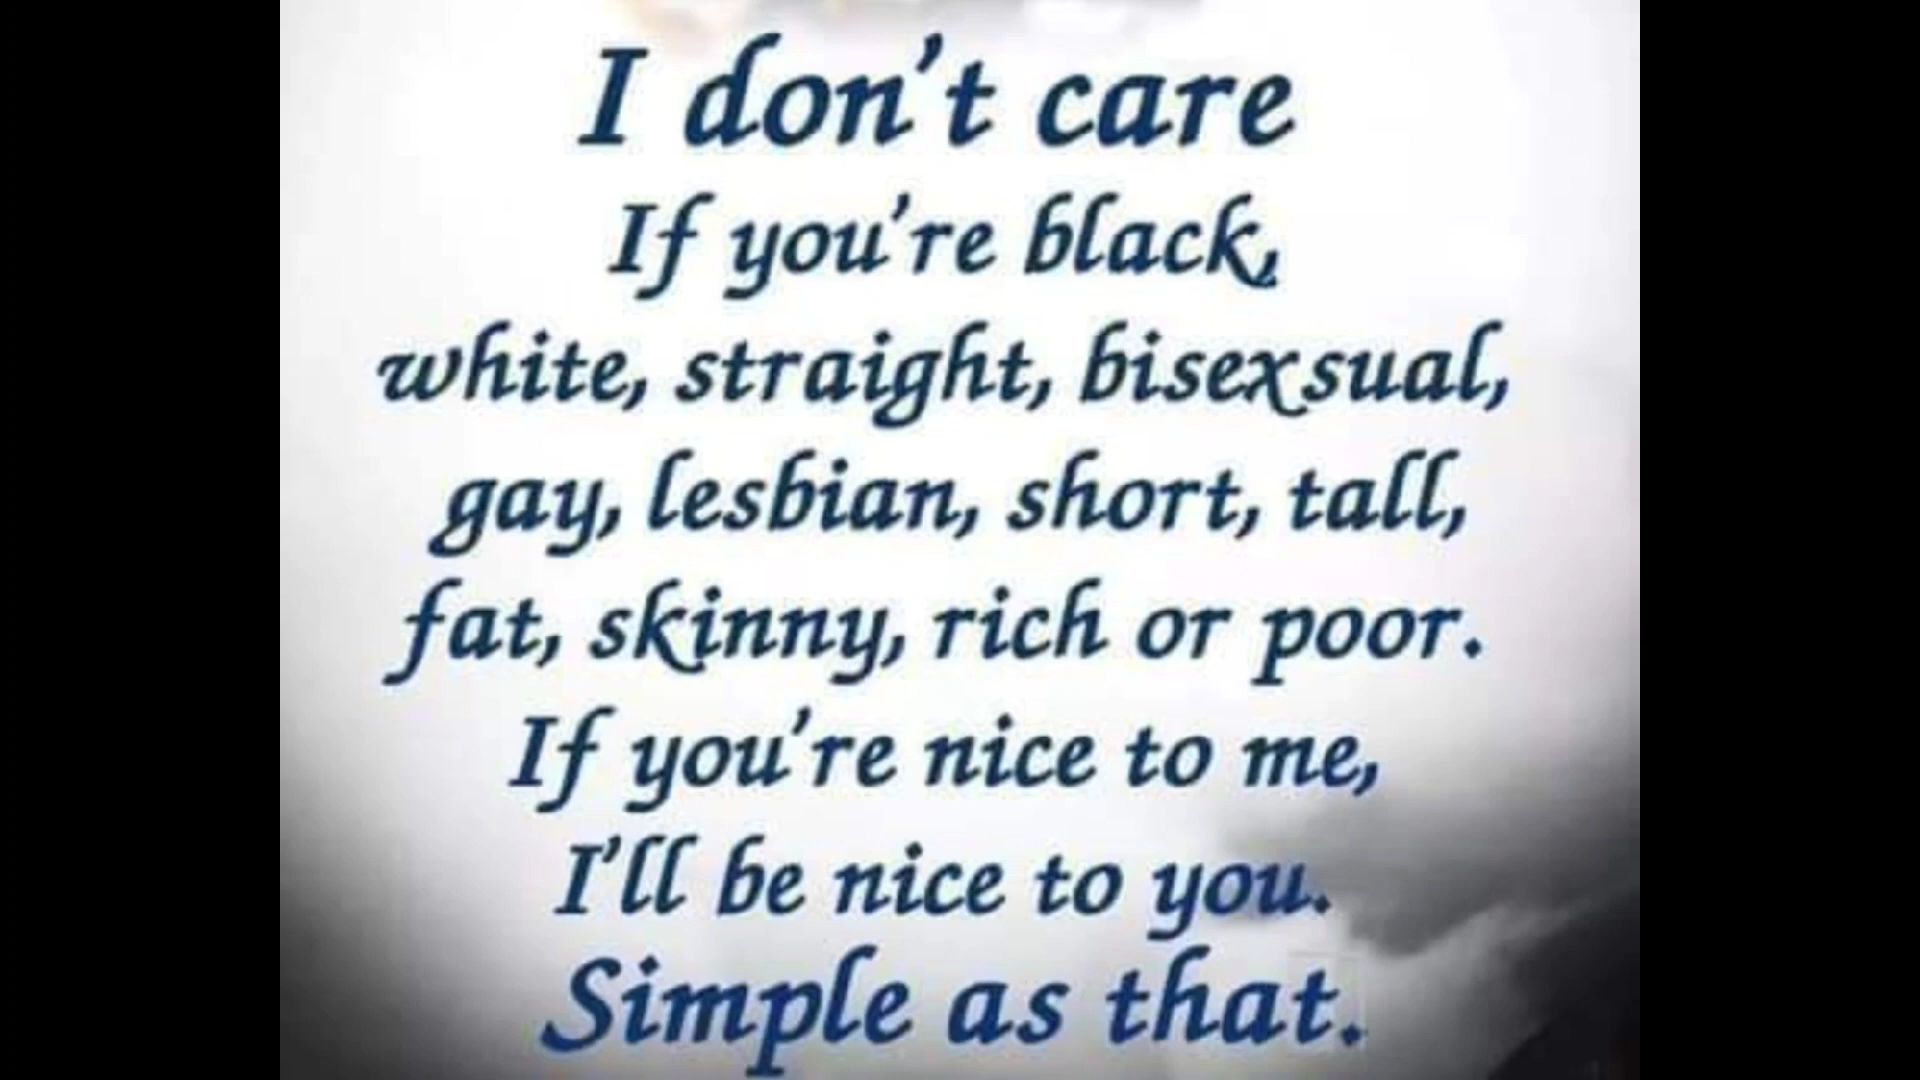 I don't care
If you're black,
white, straight, bisexsual,
gay, lesbian, short, tall,
fat, skinny, rich or poor.
If you're nice to me,
I'll be nice to you.
Simple as that.